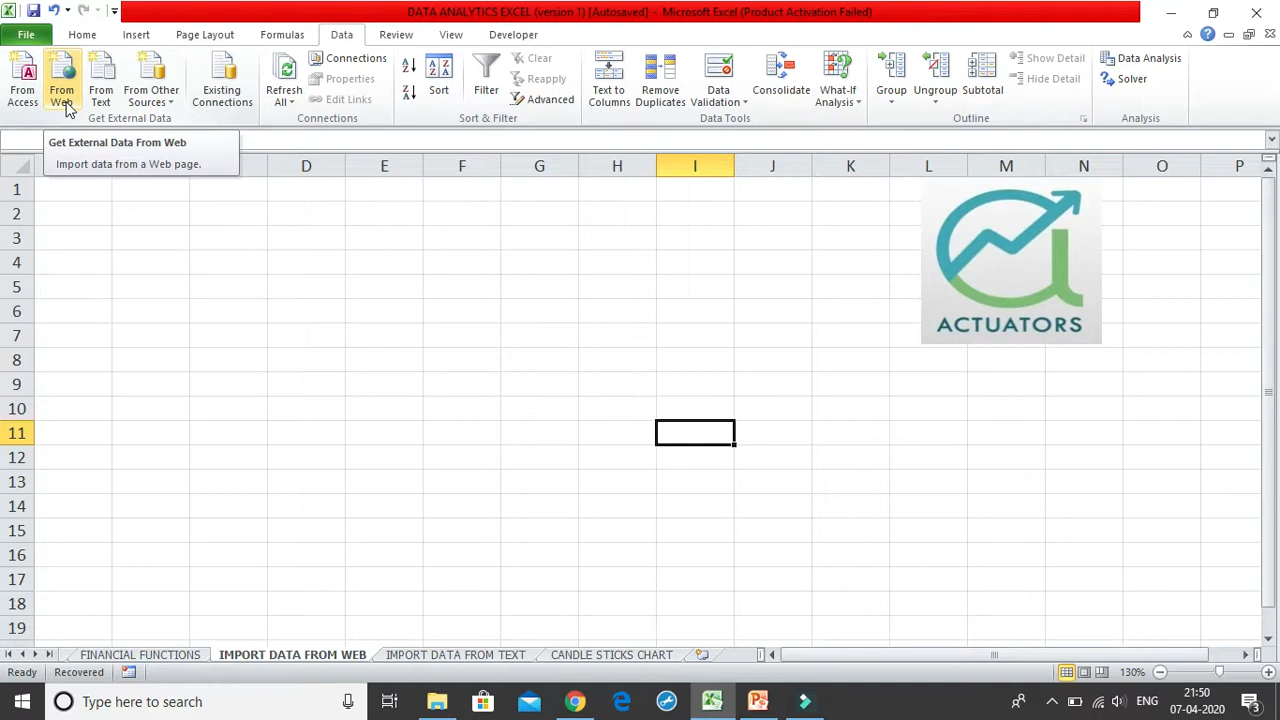 DATA ANALYTICS EXCEL (version 1) [Autosaved] - Microsoft Excel (Product Activation Failed)
File Home Insert Page Layout Formulas Data Review View Developer
From Access
From Web
From Text
From Other Sources
Existing Connections
Get External Data
Refresh All
Connections
Properties
Edit Links
Connections
Sort
Filter
Clear
Reapply
Advanced
Sort & Filter
Text to Columns
Remove Duplicates
Data Validation
Consolidate
What-If Analysis
Data Tools
Group
Ungroup
Subtotal
Show Detail
Hide Detail
Outline
Data Analysis
Solver
Analysis
Get External Data From Web
Import data from a Web page.
D E F G H I J K L M N O P
1
2
3
4
5
6
7
8
9
10
11
12
13
14
15
16
17
18
19
ACTUATORS
FINANCIAL FUNCTIONS IMPORT DATA FROM WEB IMPORT DATA FROM TEXT CANDLE STICKS CHART
Ready Recovered 130%
Type here to search
ENG
21:50
07-04-2020
3